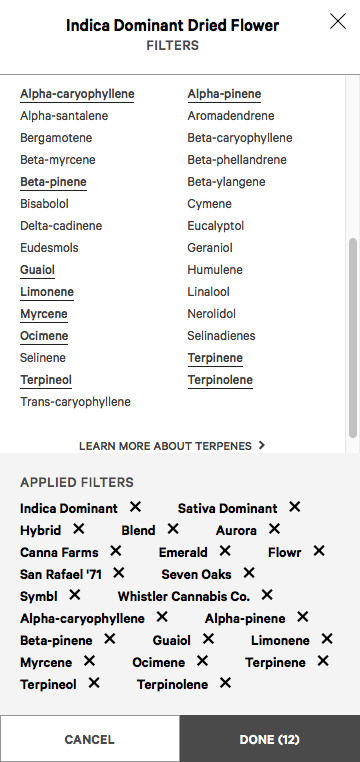 Indica Dominant Dried Flower
FILTERS
Alpha-caryophyllene Alpha-pinene
Alpha-santalene Aromadendrene
Bergamotene Beta-caryophyllene
Beta-myrcene Beta-phellandrene
Beta-pinene Beta-ylangene
Bisabolol Cymene
Delta-cadinene Eucalyptol
Eudesmols Geraniol
Guaiol Humulene
Limonene Linalool
Myrcene Nerolidol
Ocimene Selinadienes
Selinene Terpinene
Terpineol Terpinolene
Trans-caryophyllene
LEARN MORE ABOUT TERPENES
APPLIED FILTERS
Indica Dominant Sativa Dominant
Hybrid Blend Aurora
Canna Farms Emerald Flowr
San Rafael '71 Seven Oaks
Symbl Whistler Cannabis Co.
Alpha-caryophyllene Alpha-pinene
Beta-pinene Guaiol Limonene
Myrcene Ocimene Terpinene
Terpineol Terpinolene
CANCEL DONE (12)